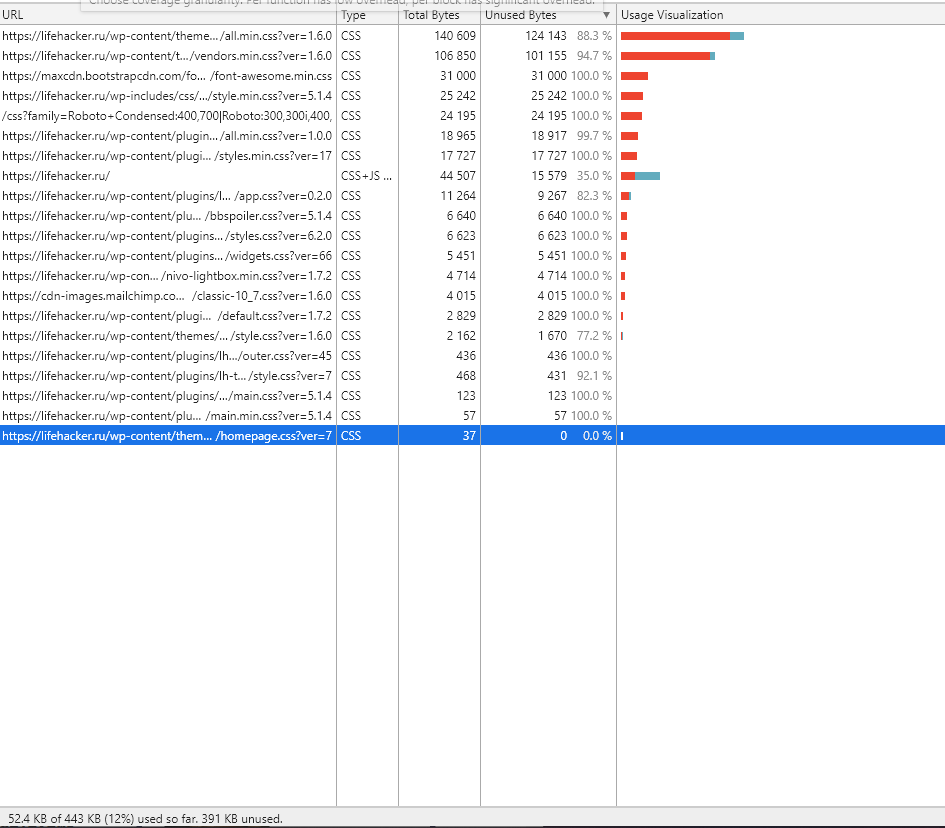 Choose coverage granularity. Per function has low overhead, per block has significant overhead.
URL Type Total Bytes Unused Bytes ▼ Usage Visualization
https://lifehacker.ru/wp-content/theme... /all.min.css?ver=1.6.0 CSS 140 609 124 143 88.3 %
https://lifehacker.ru/wp-content/t... /vendors.min.css?ver=1.6.0 CSS 106 850 101 155 94.7 %
https://maxcdn.bootstrapcdn.com/fo... /font-awesome.min.css CSS 31 000 31 000 100.0 %
https://lifehacker.ru/wp-includes/css/... /style.min.css?ver=5.1.4 CSS 25 242 25 242 100.0 %
/css?family=Roboto+Condensed:400,700|Roboto:300,300i,400, CSS 24 195 24 195 100.0 %
https://lifehacker.ru/wp-content/plugin... /all.min.css?ver=1.0.0 CSS 18 965 18 917 99.7 %
https://lifehacker.ru/wp-content/plugi... /styles.min.css?ver=17 CSS 17 727 17 727 100.0 %
https://lifehacker.ru/ CSS+JS ... 44 507 15 579 35.0 %
https://lifehacker.ru/wp-content/plugins/l... /app.css?ver=0.2.0 CSS 11 264 9 267 82.3 %
https://lifehacker.ru/wp-content/plu... /bbspoiler.css?ver=5.1.4 CSS 6 640 6 640 100.0 %
https://lifehacker.ru/wp-content/plugins... /styles.css?ver=6.2.0 CSS 6 623 6 623 100.0 %
https://lifehacker.ru/wp-content/plugins... /widgets.css?ver=66 CSS 5 451 5 451 100.0 %
https://lifehacker.ru/wp-con... /nivo-lightbox.min.css?ver=1.7.2 CSS 4 714 4 714 100.0 %
https://cdn-images.mailchimp.co... /classic-10_7.css?ver=1.6.0 CSS 4 015 4 015 100.0 %
https://lifehacker.ru/wp-content/plugi... /default.css?ver=1.7.2 CSS 2 829 2 829 100.0 %
https://lifehacker.ru/wp-content/themes/... /style.css?ver=1.6.0 CSS 2 162 1 670 77.2 %
https://lifehacker.ru/wp-content/plugins/lh... /outer.css?ver=45 CSS 436 436 100.0 %
https://lifehacker.ru/wp-content/plugins/lh-t... /style.css?ver=7 CSS 468 431 92.1 %
https://lifehacker.ru/wp-content/plugins/... /main.css?ver=5.1.4 CSS 123 123 100.0 %
https://lifehacker.ru/wp-content/plu... /main.min.css?ver=5.1.4 CSS 57 57 100.0 %
https://lifehacker.ru/wp-content/them... /homepage.css?ver=7 CSS 37 0 0.0 %
52.4 KB of 443 KB (12%) used so far. 391 KB unused.